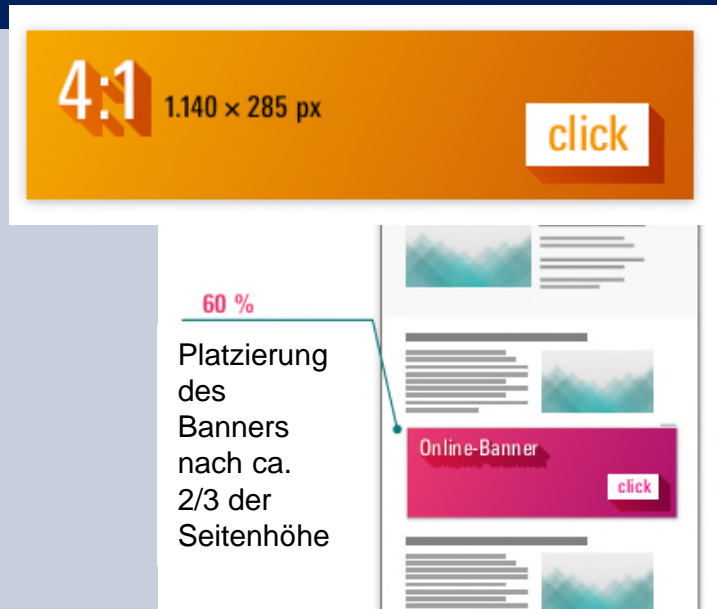 4:1 1.140 × 285 px
click
60 %
Platzierung
des
Banners
nach ca.
2/3 der
Seitenhöhe
Online-Banner
click